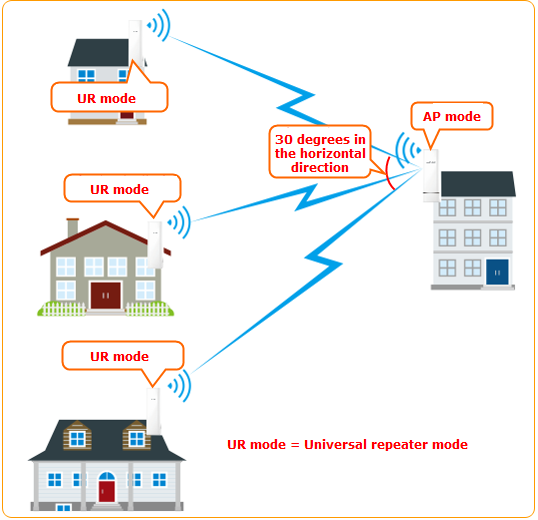 UR mode
AP mode
30 degrees in
the horizontal
direction
UR mode
UR mode
UR mode = Universal repeater mode